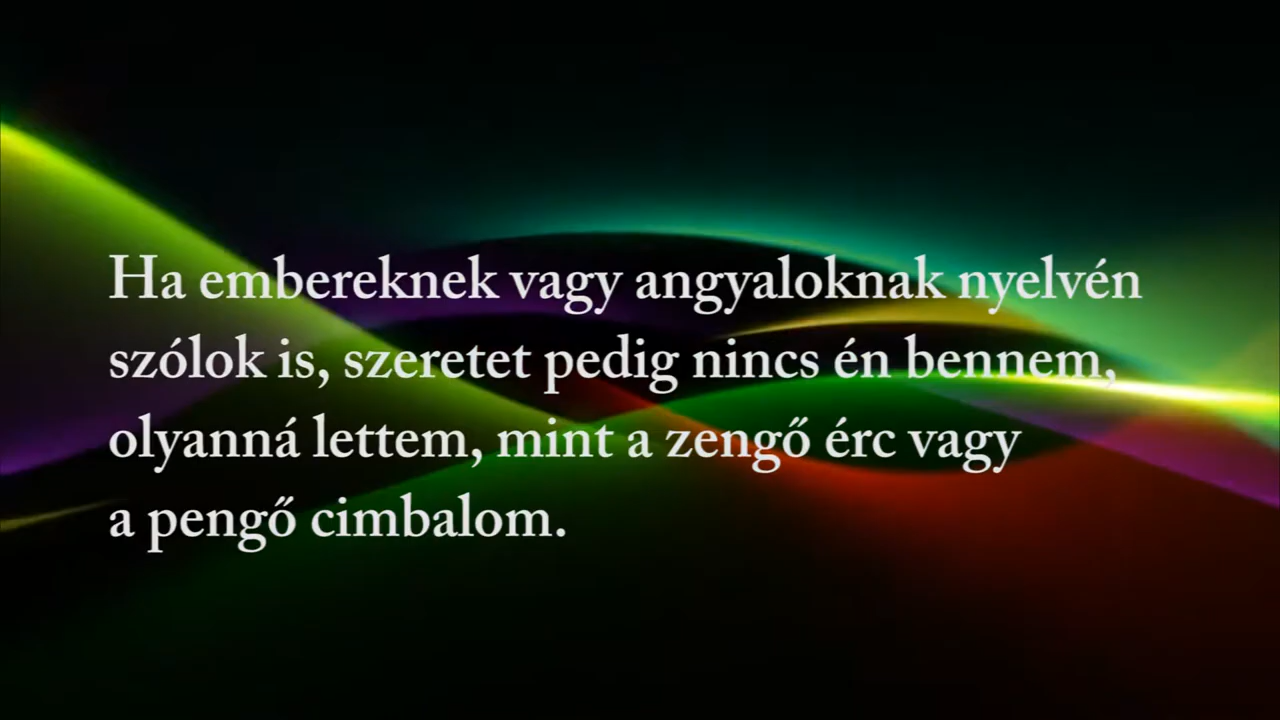 Ha embereknek vagy angyaloknak nyelvén
szólok is, szeretet pedig nincs én bennem,
olyanná lettem, mint a zengő érc vagy
a pengő cimbalom.